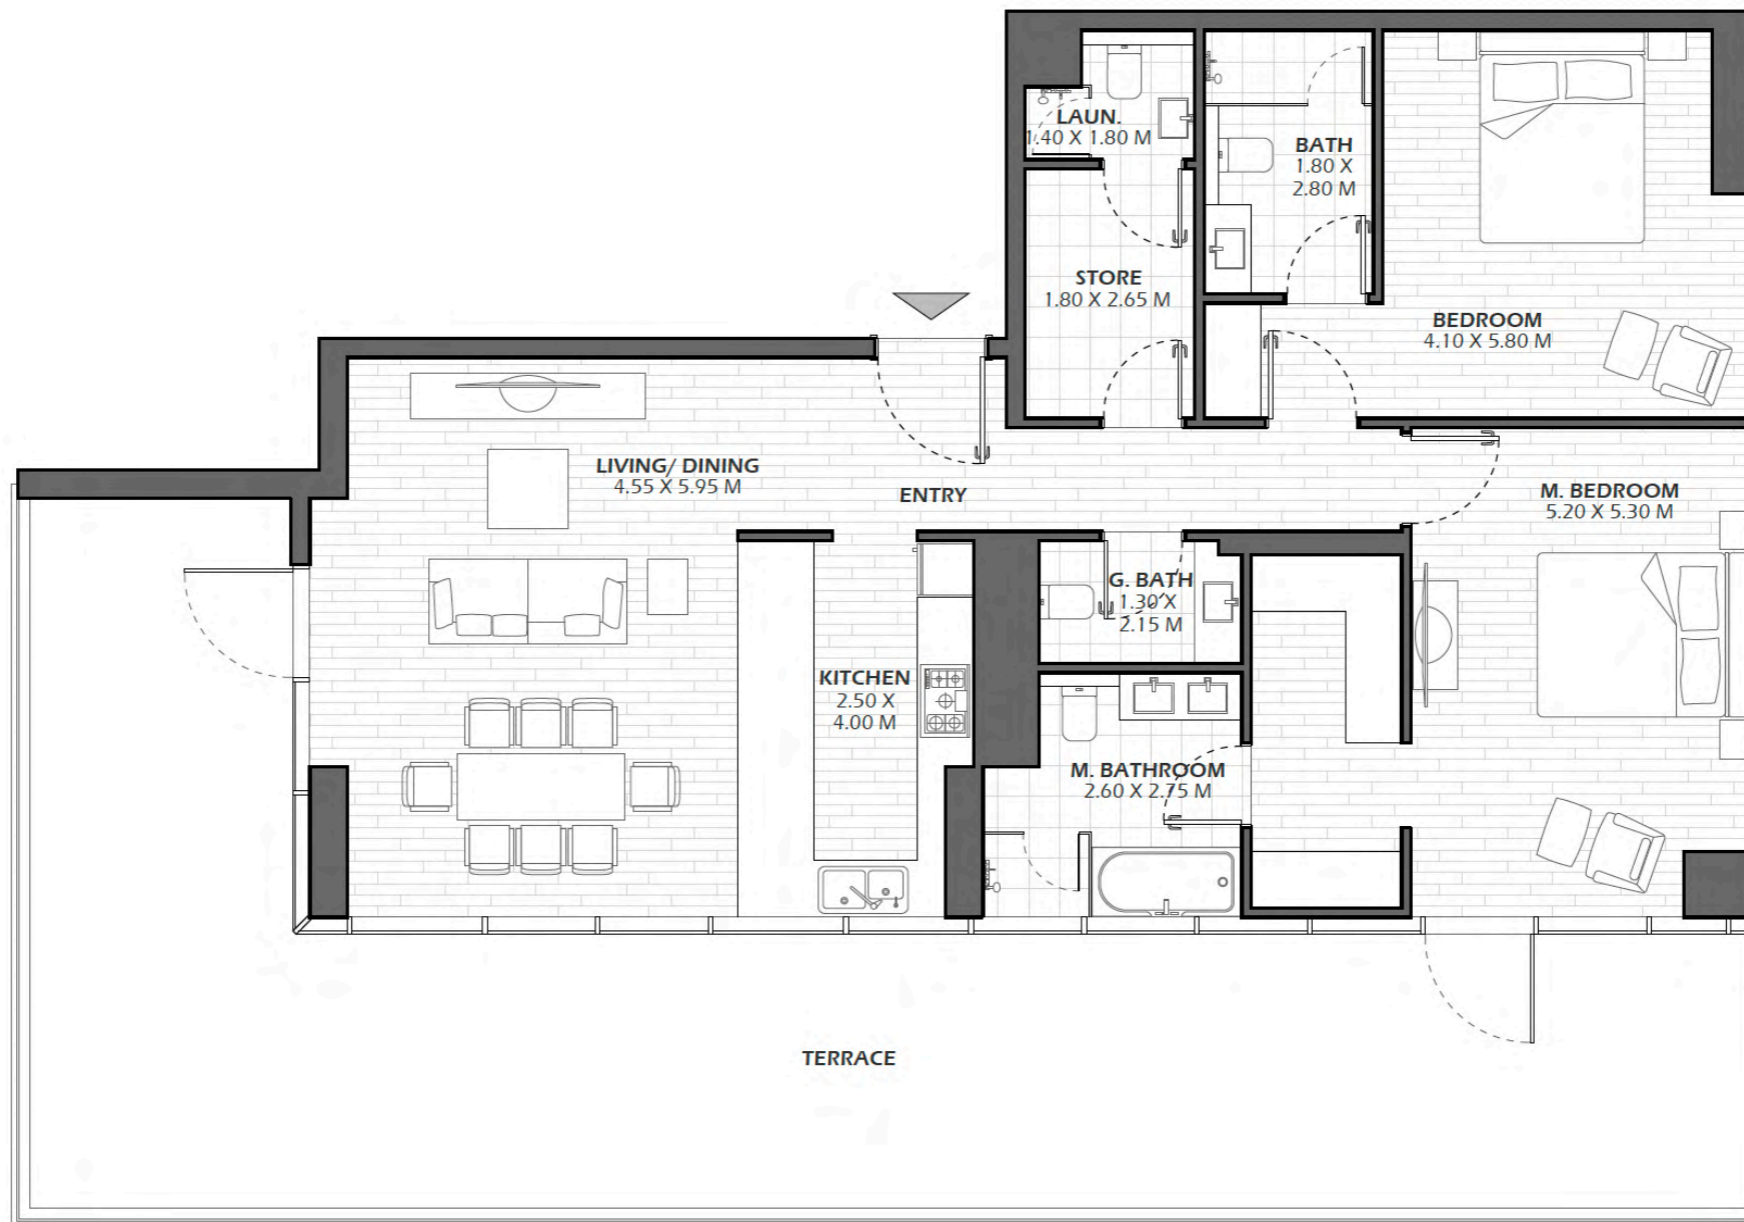 LAUN.
1.40 X 1.80 M
BATH
1.80 X
2.80 M
STORE
1.80 X 2.65 M
BEDROOM
4.10 X 5.80 M
LIVING/ DINING
4.55 X 5.95 M
ENTRY
M. BEDROOM
5.20 X 5.30 M
G. BATH
1.30 X
2.15 M
KITCHEN
2.50 X
4.00 M
M. BATHROOM
2.60 X 2.75 M
TERRACE